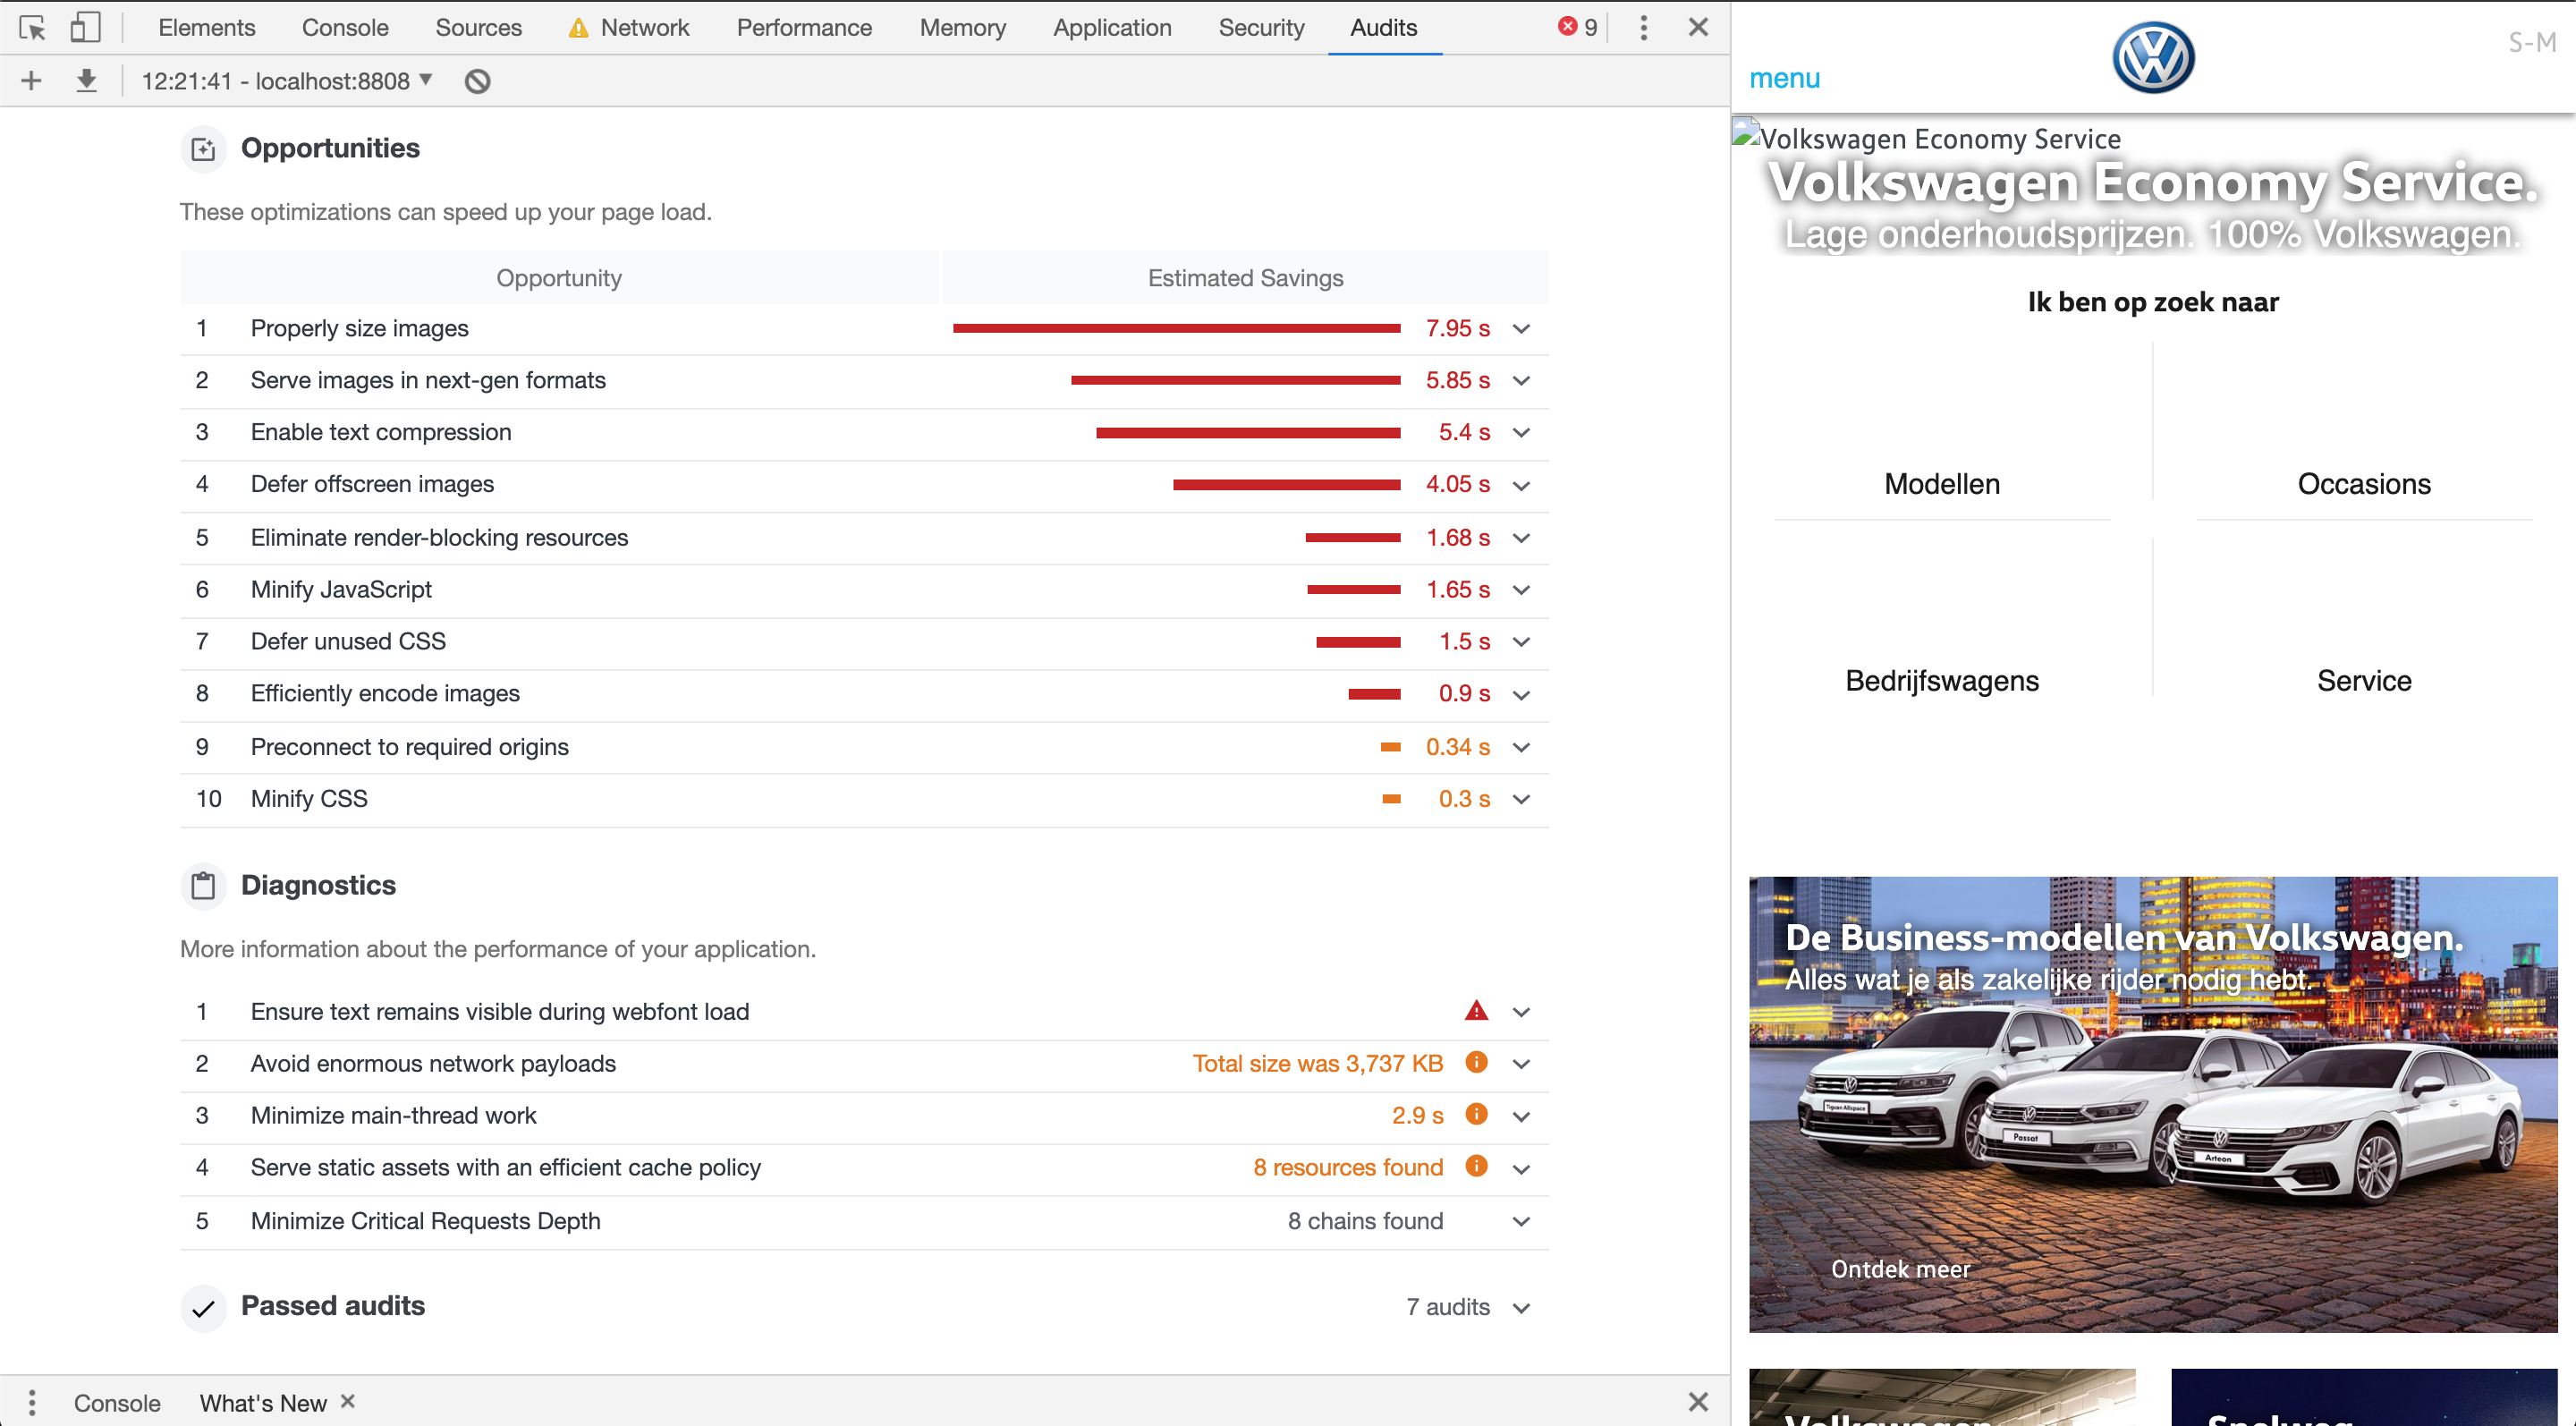 Elements Console Sources Network Performance Memory Application Security Audits 9
12:21:41 - localhost:8808
Opportunities
These optimizations can speed up your page load.
Opportunity Estimated Savings
1 Properly size images 7.95 s
2 Serve images in next-gen formats 5.85 s
3 Enable text compression 5.4 s
4 Defer offscreen images 4.05 s
5 Eliminate render-blocking resources 1.68 s
6 Minify JavaScript 1.65 s
7 Defer unused CSS 1.5 s
8 Efficiently encode images 0.9 s
9 Preconnect to required origins 0.34 s
10 Minify CSS 0.3 s
Diagnostics
More information about the performance of your application.
1 Ensure text remains visible during webfont load
2 Avoid enormous network payloads Total size was 3,737 KB
3 Minimize main-thread work 2.9 s
4 Serve static assets with an efficient cache policy 8 resources found
5 Minimize Critical Requests Depth 8 chains found
Passed audits 7 audits
Console What's New
S-M
menu
Volkswagen Economy Service
Volkswagen Economy Service.
Lage onderhoudsprijzen. 100% Volkswagen.
Ik ben op zoek naar
Modellen Occasions
Bedrijfswagens Service
De Business-modellen van Volkswagen.
Alles wat je als zakelijke rijder nodig hebt.
Tiguan Allspace
Passat
Arteon
Ontdek meer
Volkswagen Snelweg